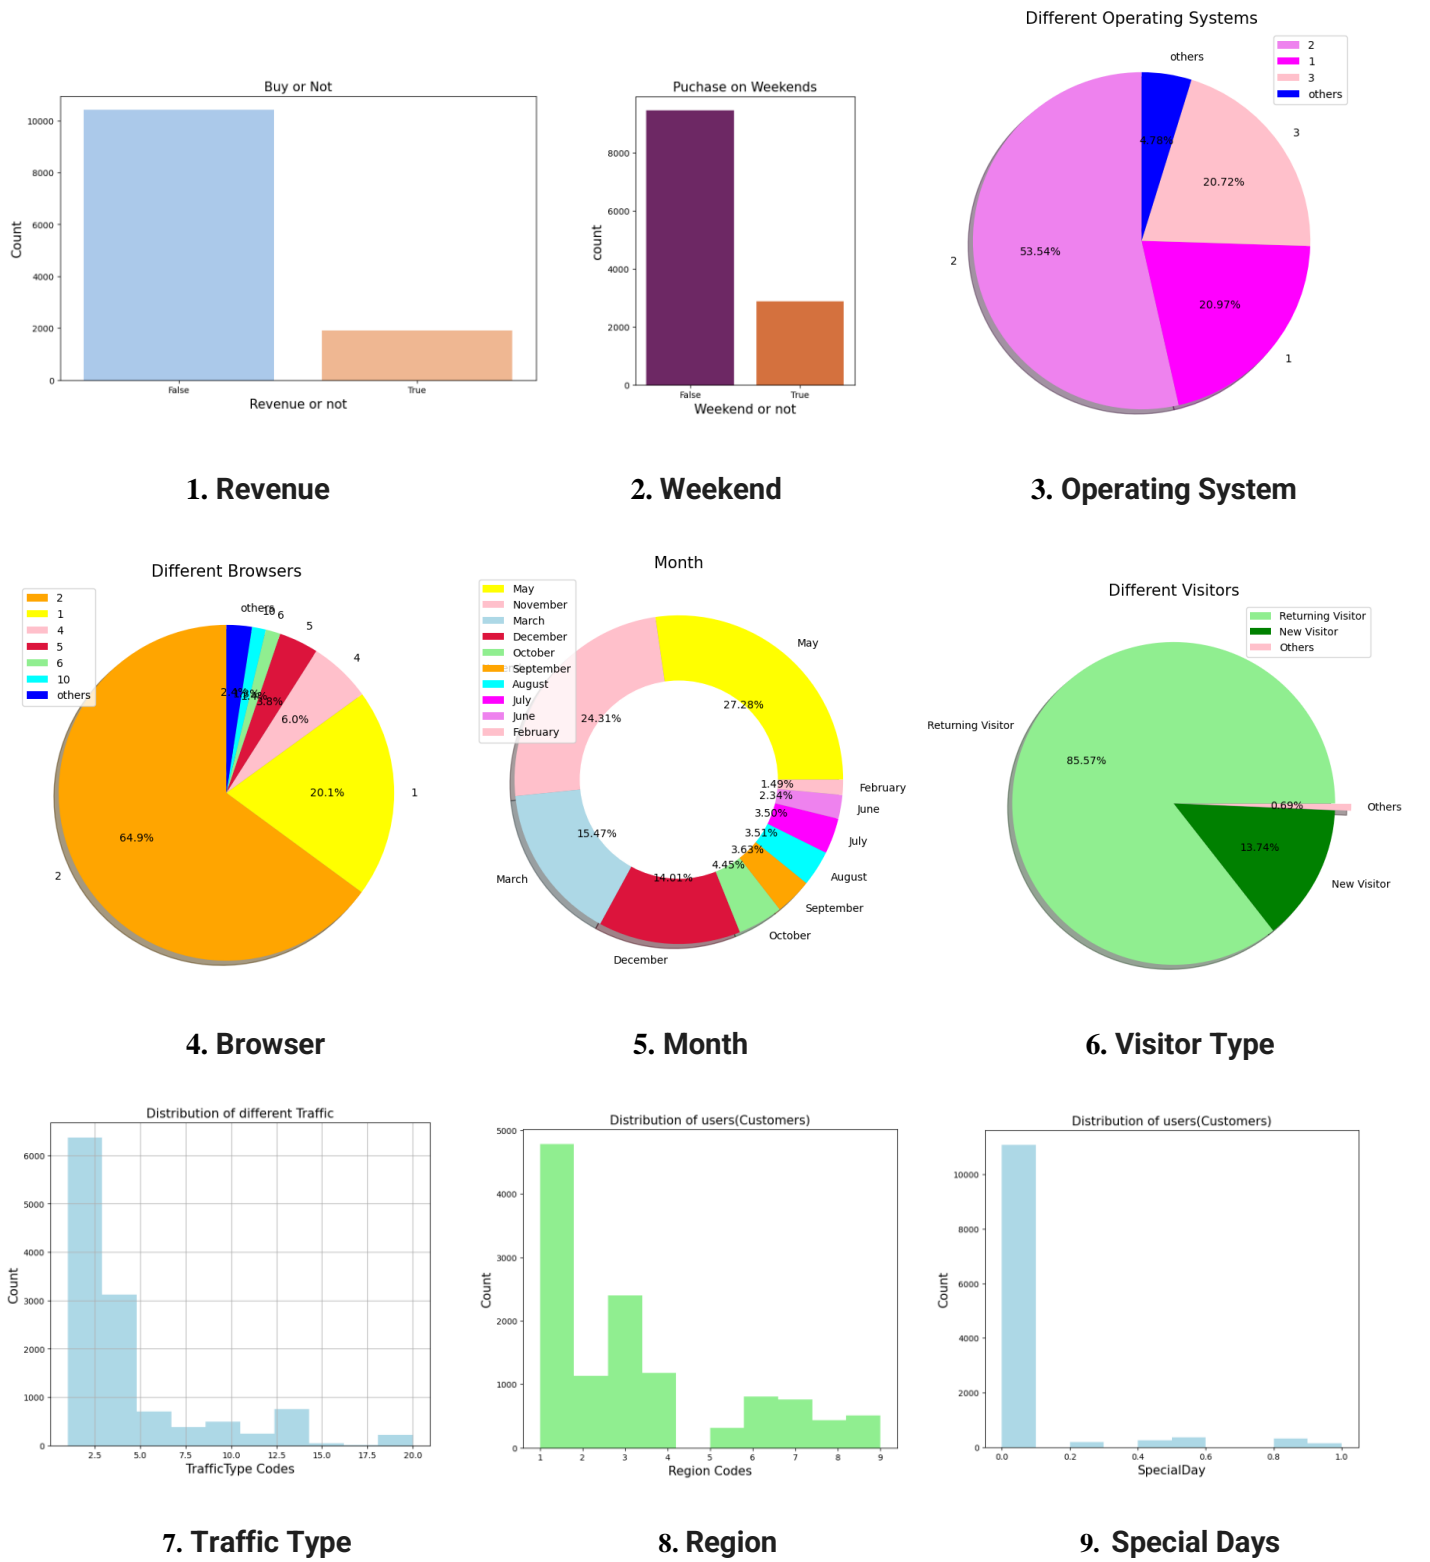 Buy or Not
Count
10000
8000
6000
4000
2000
0
False
True
Revenue or not
1. Revenue
Puchase on Weekends
count
8000
6000
4000
2000
0
False
True
Weekend or not
2. Weekend
Different Operating Systems
2
1
3
others
others
4.78%
3
20.72%
53.54%
2
20.97%
1
3. Operating System
Different Browsers
2
1
4
5
6
10
others
others
10
6
5
4
3.8%
6.0%
20.1%
1
64.9%
2
4. Browser
Month
May
November
March
December
October
September
August
July
June
February
May
27.28%
24.31%
1.49%
February
2.34%
June
3.50%
July
3.51%
August
3.63%
September
4.45%
October
15.47%
March
14.01%
December
5. Month
Different Visitors
Returning Visitor
New Visitor
Others
Returning Visitor
85.57%
0.69%
Others
13.74%
New Visitor
6. Visitor Type
Distribution of different Traffic
Count
6000
5000
4000
3000
2000
1000
0
2.5 5.0 7.5 10.0 12.5 15.0 17.5 20.0
TrafficType Codes
7. Traffic Type
Distribution of users(Customers)
Count
5000
4000
3000
2000
1000
0
1 2 3 4 5 6 7 8 9
Region Codes
8. Region
Distribution of users(Customers)
Count
10000
8000
6000
4000
2000
0
0.0 0.2 0.4 0.6 0.8 1.0
SpecialDay
9. Special Days